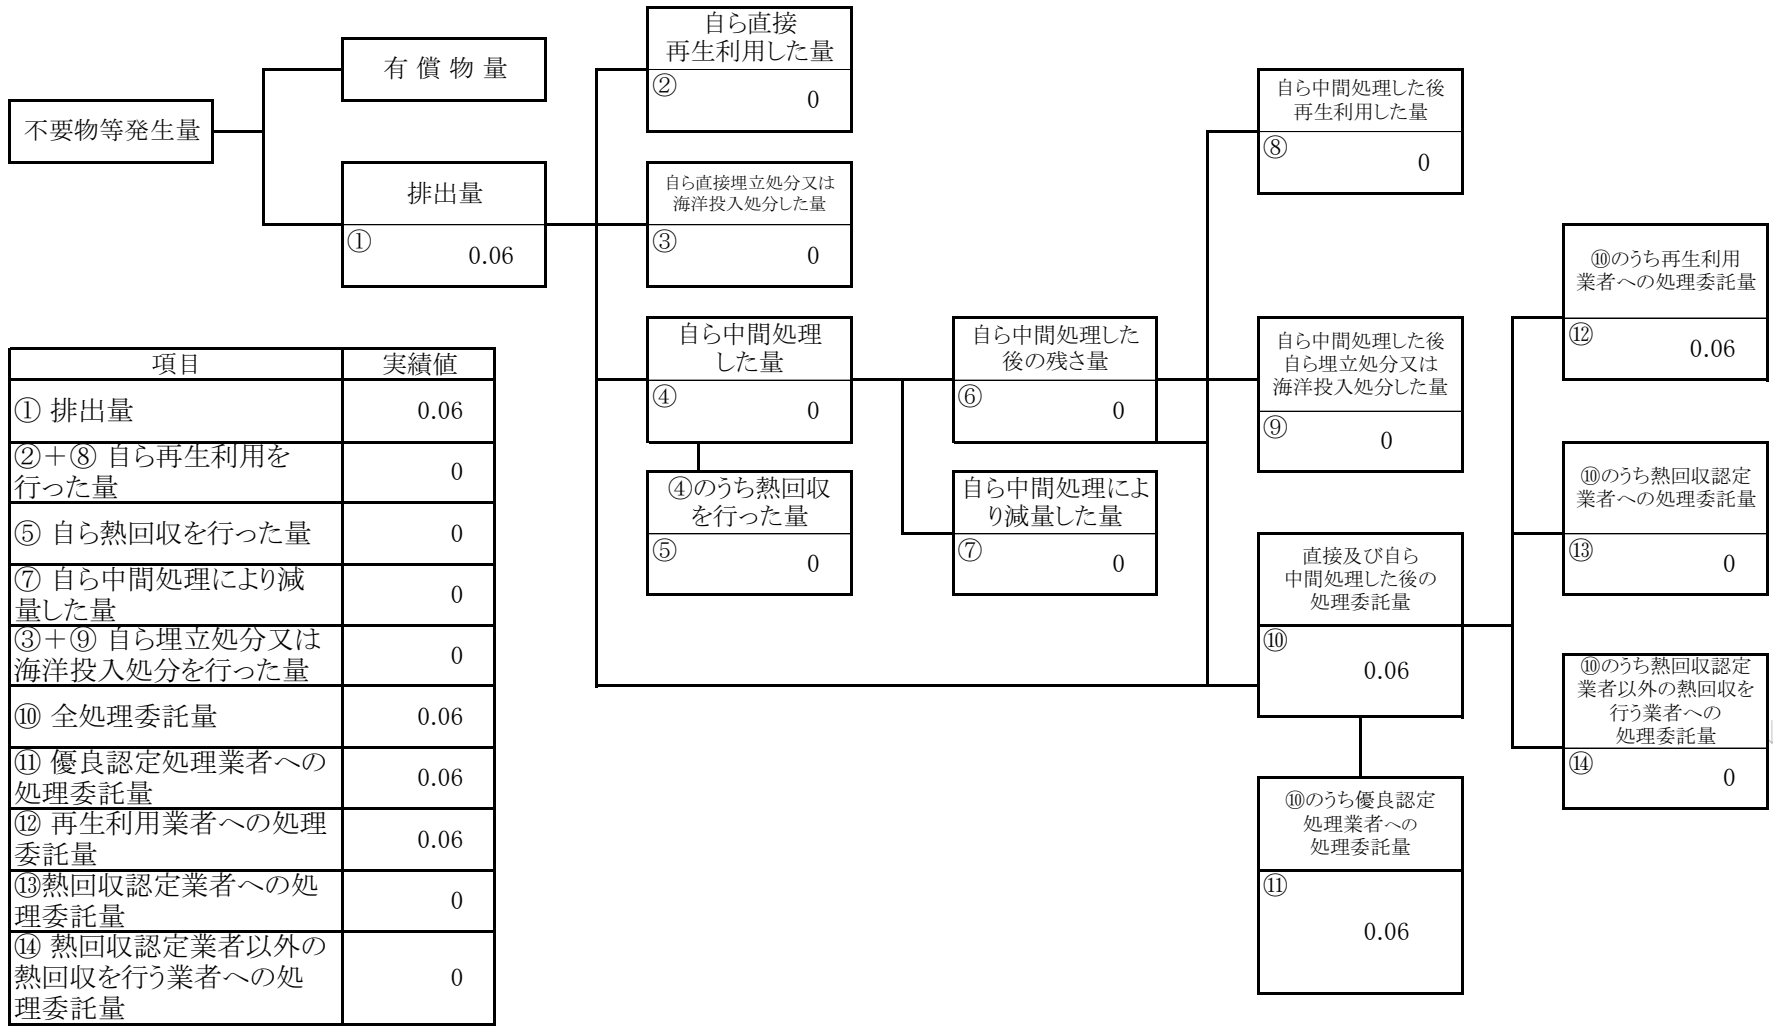 不要物等発生量
有償物量
排出量
①
0.06
自ら直接
再生利用した量
②
0
自ら直接埋立処分又は
海洋投入処分した量
③
0
自ら中間処理
した量
④
0
④のうち熱回収
を行った量
⑤
0
自ら中間処理した
後の残さ量
⑥
0
自ら中間処理によ
り減量した量
⑦
0
自ら中間処理した後
再生利用した量
⑧
0
自ら中間処理した後
自ら埋立処分又は
海洋投入処分した量
⑨
0
直接及び自ら
中間処理した後の
処理委託量
⑩
0.06
⑩のうち優良認定
処理業者への
処理委託量
⑪
0.06
⑩のうち再生利用
業者への処理委託量
⑫
0.06
⑩のうち熱回収認定
業者への処理委託量
⑬
0
⑩のうち熱回収認定
業者以外の熱回収を
行う業者への
処理委託量
⑭
0
項目 実績値
① 排出量 0.06
②＋⑧ 自ら再生利用を
行った量 0
⑤ 自ら熱回収を行った量 0
⑦ 自ら中間処理により減
量した量 0
③＋⑨ 自ら埋立処分又は
海洋投入処分を行った量 0
⑩ 全処理委託量 0.06
⑪ 優良認定処理業者への
処理委託量 0.06
⑫ 再生利用業者への処理
委託量 0.06
⑬熱回収認定業者への処
理委託量 0
⑭ 熱回収認定業者以外の
熱回収を行う業者への処
理委託量 0